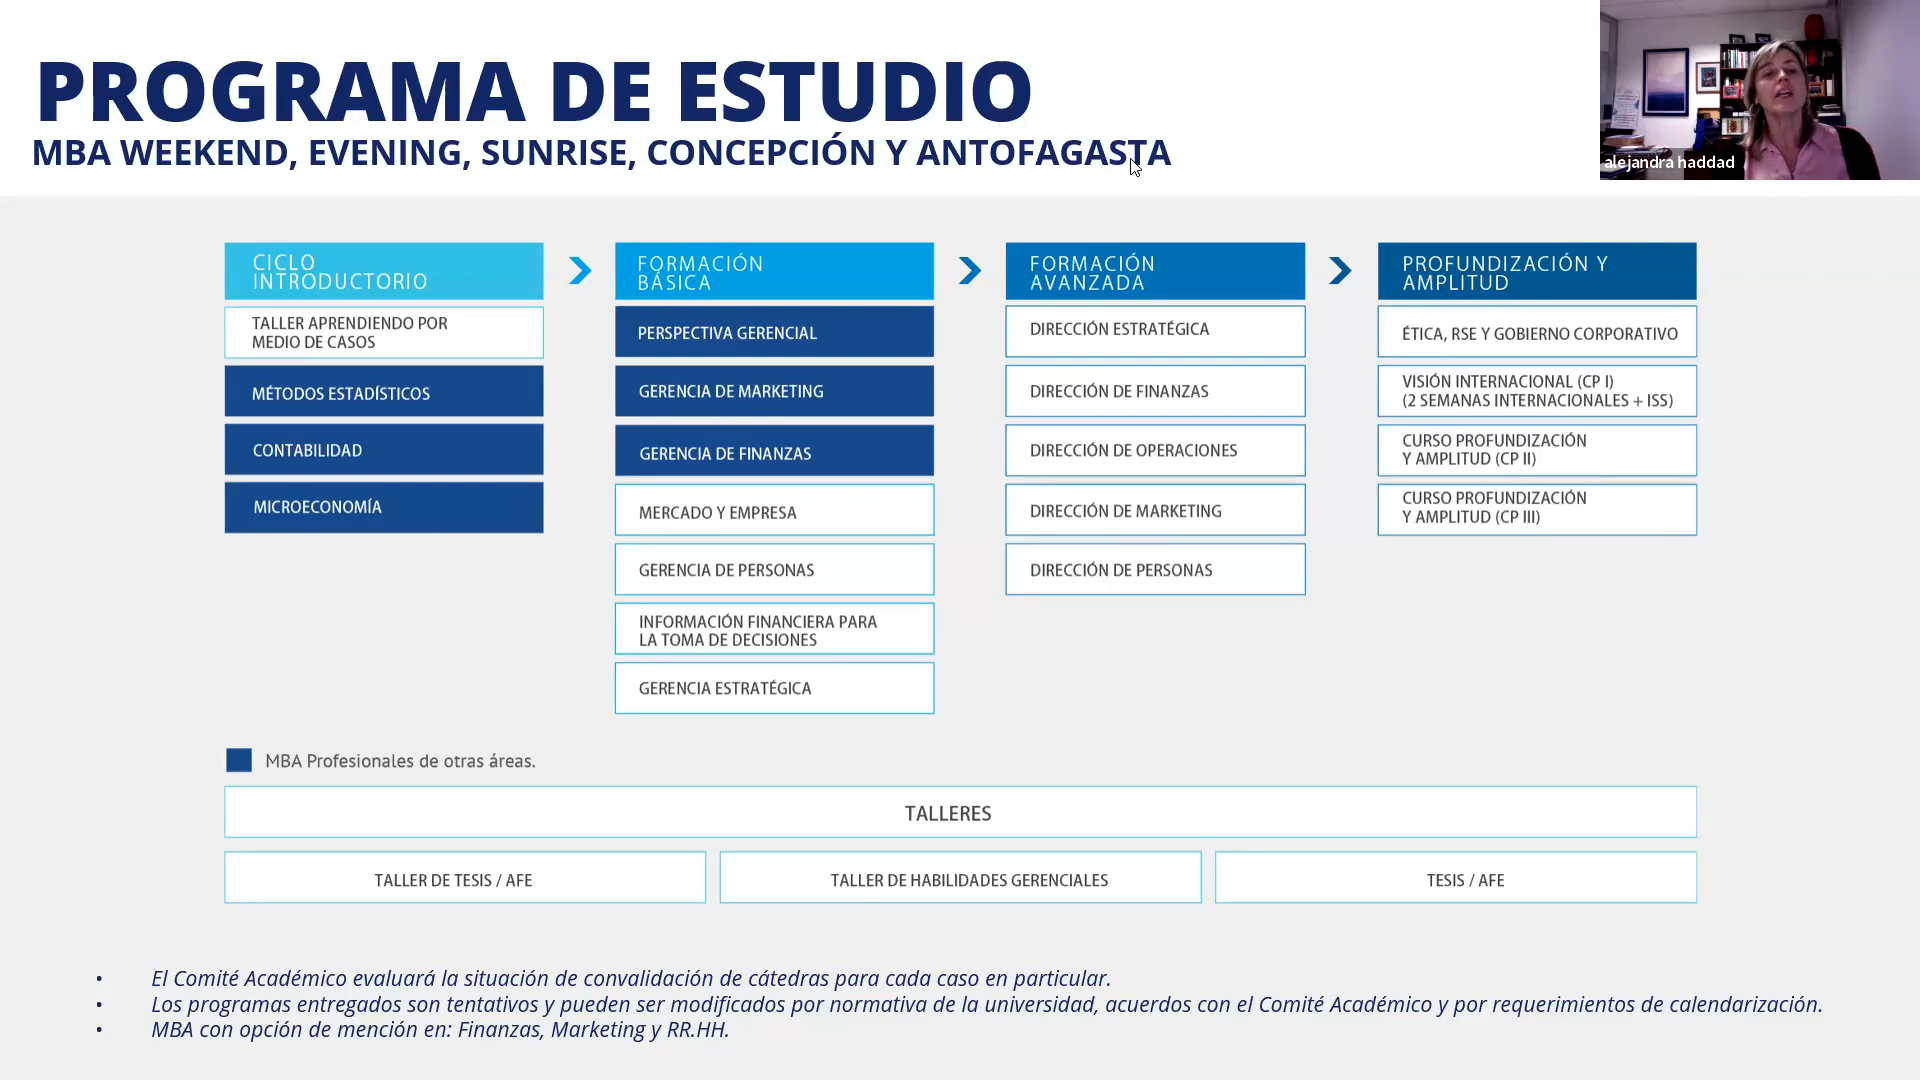 PROGRAMA DE ESTUDIO
MBA WEEKEND, EVENING, SUNRISE, CONCEPCIÓN Y ANTOFAGASTA
alejandra haddad
CICLO
INTRODUCTORIO
TALLER APRENDIENDO POR
MEDIO DE CASOS
MÉTODOS ESTADÍSTICOS
CONTABILIDAD
MICROECONOMÍA
FORMACIÓN
BÁSICA
PERSPECTIVA GERENCIAL
GERENCIA DE MARKETING
GERENCIA DE FINANZAS
MERCADO Y EMPRESA
GERENCIA DE PERSONAS
INFORMACIÓN FINANCIERA PARA
LA TOMA DE DECISIONES
GERENCIA ESTRATÉGICA
FORMACIÓN
AVANZADA
DIRECCIÓN ESTRATÉGICA
DIRECCIÓN DE FINANZAS
DIRECCIÓN DE OPERACIONES
DIRECCIÓN DE MARKETING
DIRECCIÓN DE PERSONAS
PROFUNDIZACIÓN Y
AMPLITUD
ÉTICA, RSE Y GOBIERNO CORPORATIVO
VISIÓN INTERNACIONAL (CP I)
(2 SEMANAS INTERNACIONALES + ISS)
CURSO PROFUNDIZACIÓN
Y AMPLITUD (CP II)
CURSO PROFUNDIZACIÓN
Y AMPLITUD (CP III)
MBA Profesionales de otras áreas.
TALLERES
TALLER DE TESIS / AFE
TALLER DE HABILIDADES GERENCIALES
TESIS / AFE
• El Comité Académico evaluará la situación de convalidación de cátedras para cada caso en particular.
• Los programas entregados son tentativos y pueden ser modificados por normativa de la universidad, acuerdos con el Comité Académico y por requerimientos de calendarización.
• MBA con opción de mención en: Finanzas, Marketing y RR.HH.